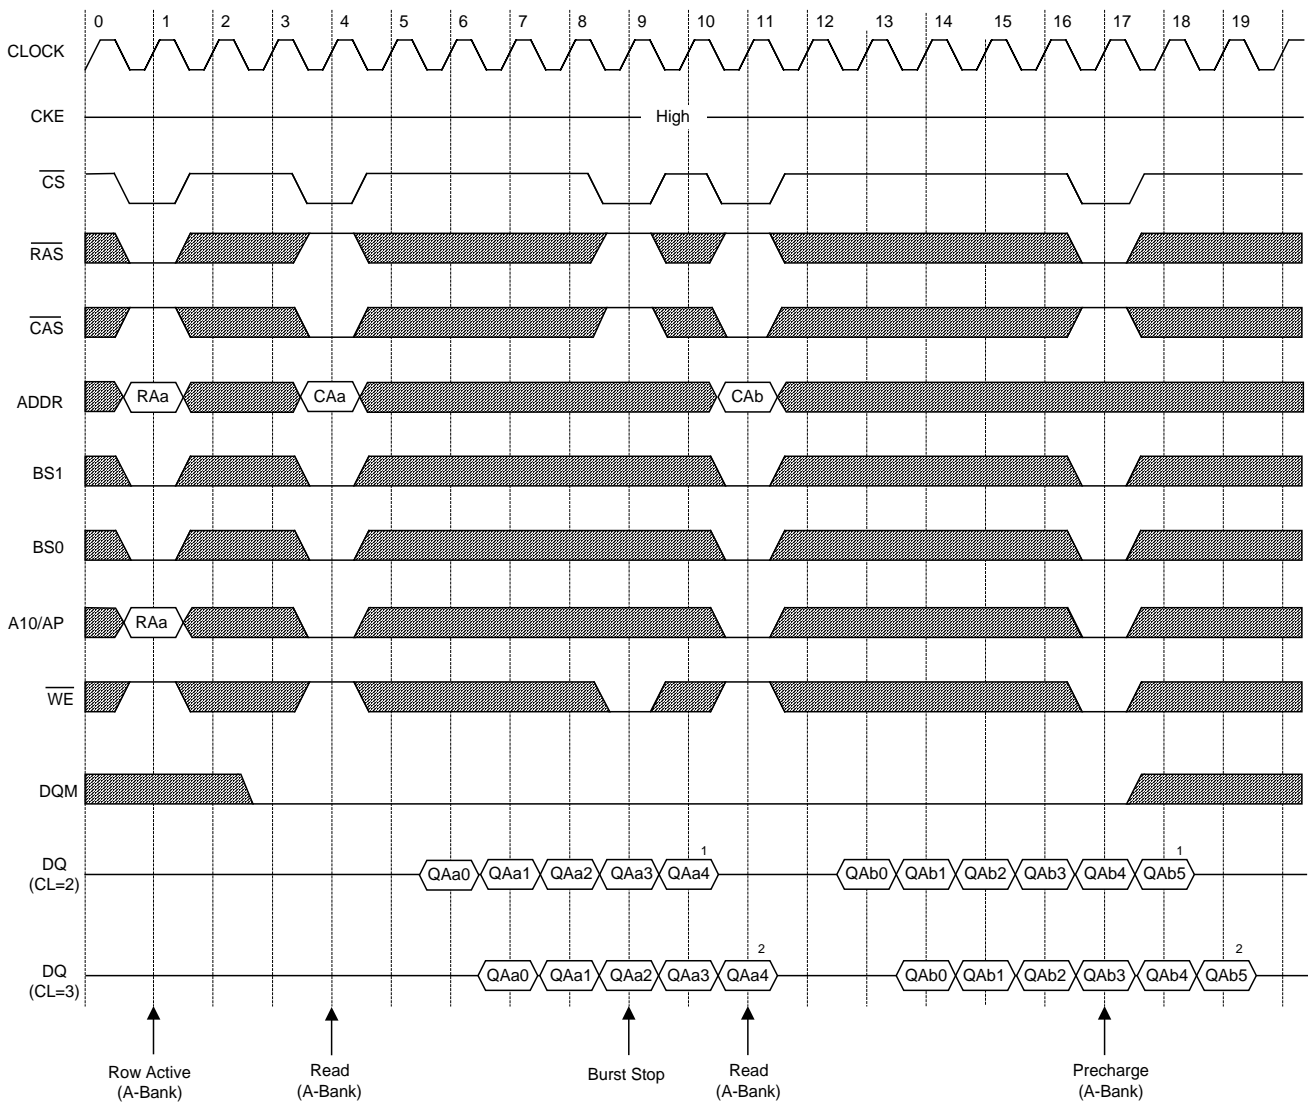 0 1 2 3 4 5 6 7 8 9 10 11 12 13 14 15 16 17 18 19
CLOCK
CKE High
CS
RAS
CAS
ADDR RAa CAa CAb
BS1
BS0
A10/AP RAa
WE
DQM
1 1
DQ QAa0 QAa1 QAa2 QAa3 QAa4 QAb0 QAb1 QAb2 QAb3 QAb4 QAb5
(CL=2)
2 2
DQ QAa0 QAa1 QAa2 QAa3 QAa4 QAb0 QAb1 QAb2 QAb3 QAb4 QAb5
(CL=3)
Row Active Read Burst Stop Read Precharge
(A-Bank) (A-Bank) (A-Bank) (A-Bank)